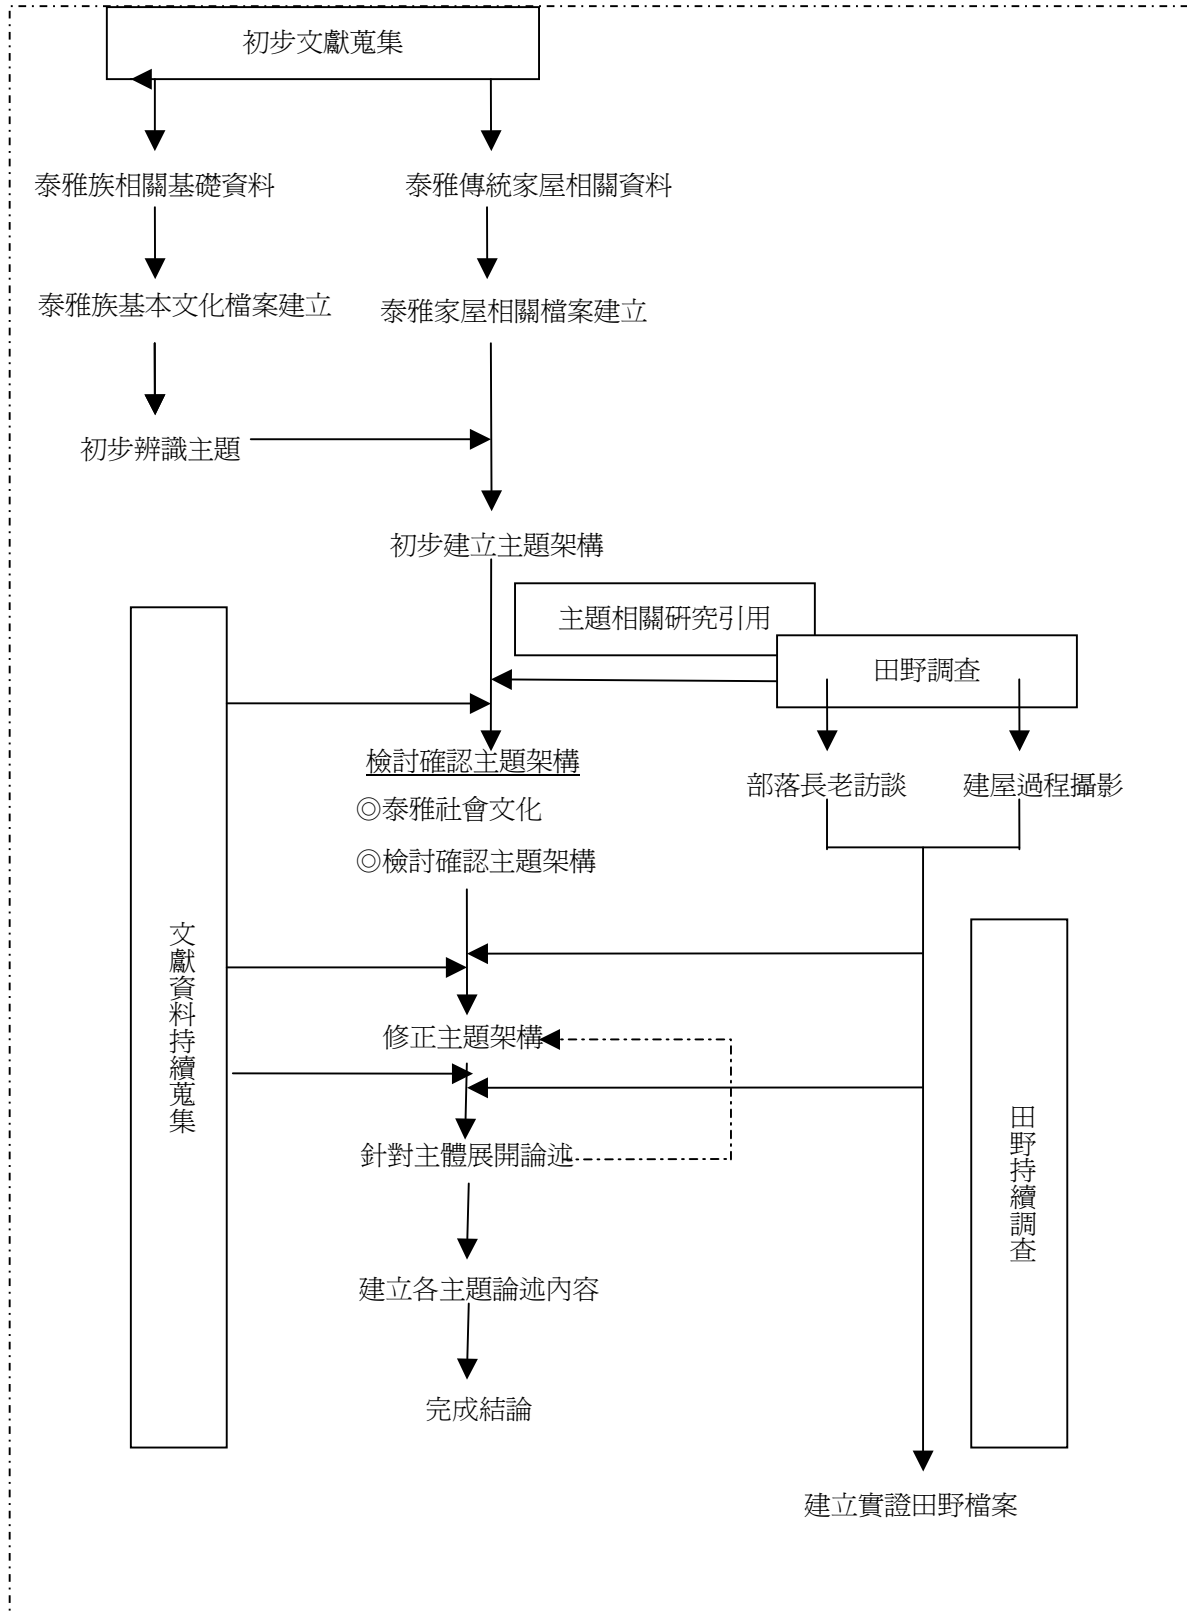 初步文獻蒐集
泰雅族相關基礎資料
泰雅傳統家屋相關資料
泰雅族基本文化檔案建立
泰雅家屋相關檔案建立
初步辨識主題
初步建立主題架構
主題相關研究引用
田野調查
檢討確認主題架構
部落長老訪談
建屋過程攝影
◎泰雅社會文化
◎檢討確認主題架構
文獻資料持續蒐集
修正主題架構
田野持續調查
針對主體展開論述
建立各主題論述內容
完成結論
建立實證田野檔案